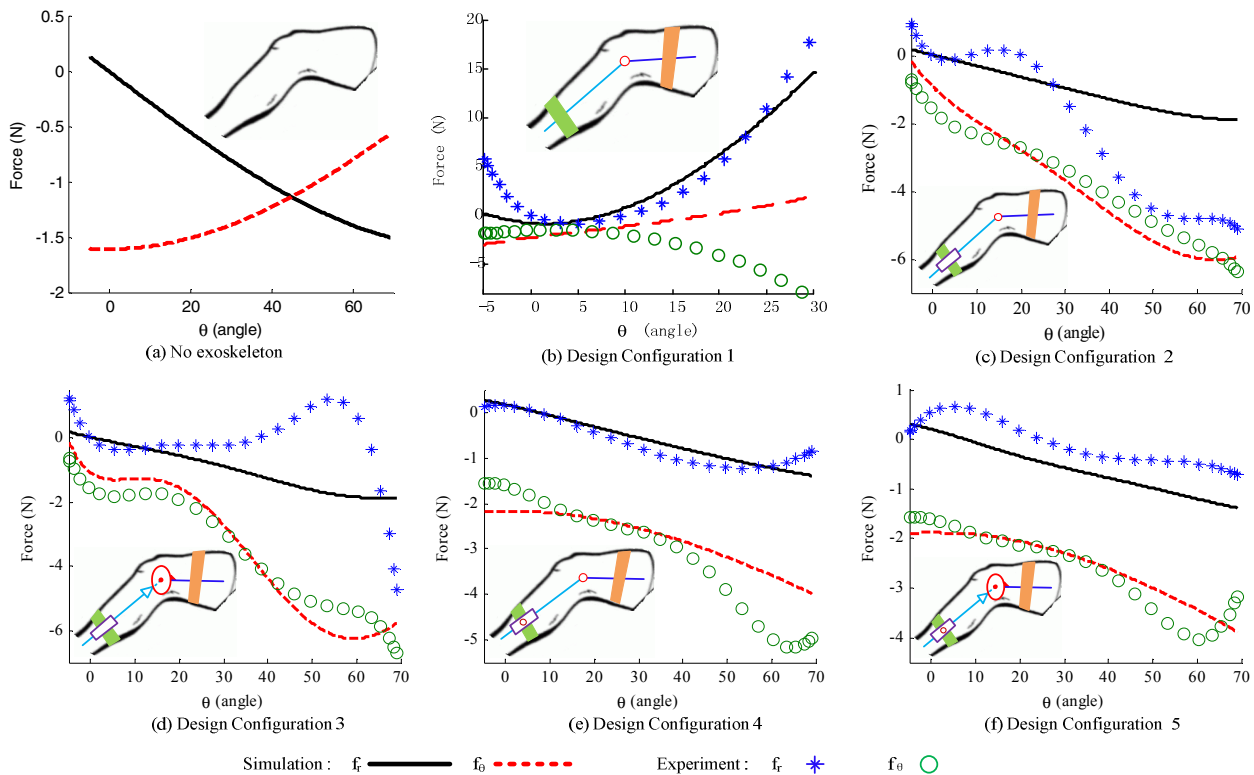 0.5
0
-0.5
-1
-1.5
-2
Force (N)
0 20 40 60
θ (angle)
(a) No exoskeleton
20
15
10
5
0
-5
Force (N)
-5 0 5 10 15 20 25 30
θ (angle)
(b) Design Configuration 1
0
-2
-4
-6
Force (N)
0 10 20 30 40 50 60 70
θ (angle)
(c) Design Configuration 2
0
-2
-4
-6
Force (N)
0 10 20 30 40 50 60 70
θ (angle)
(d) Design Configuration 3
0
-1
-2
-3
-4
-5
Force (N)
0 10 20 30 40 50 60 70
θ (angle)
(e) Design Configuration 4
1
0
-1
-2
-3
-4
Force (N)
0 10 20 30 40 50 60 70
θ (angle)
(f) Design Configuration 5
Simulation : fr fθ Experiment : fr fθ